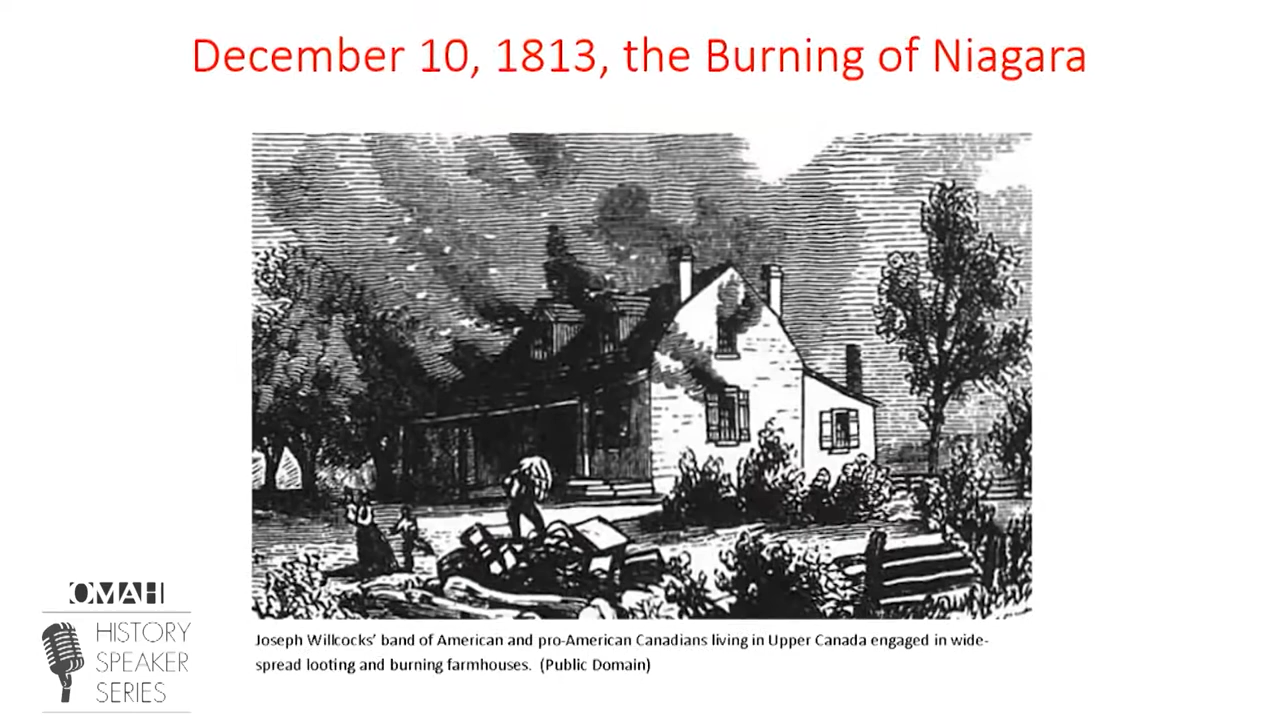 December 10, 1813, the Burning of Niagara
Joseph Willcocks' band of American and pro-American Canadians living in Upper Canada engaged in wide-
spread looting and burning farmhouses. (Public Domain)
OMAH
HISTORY
SPEAKER
SERIES